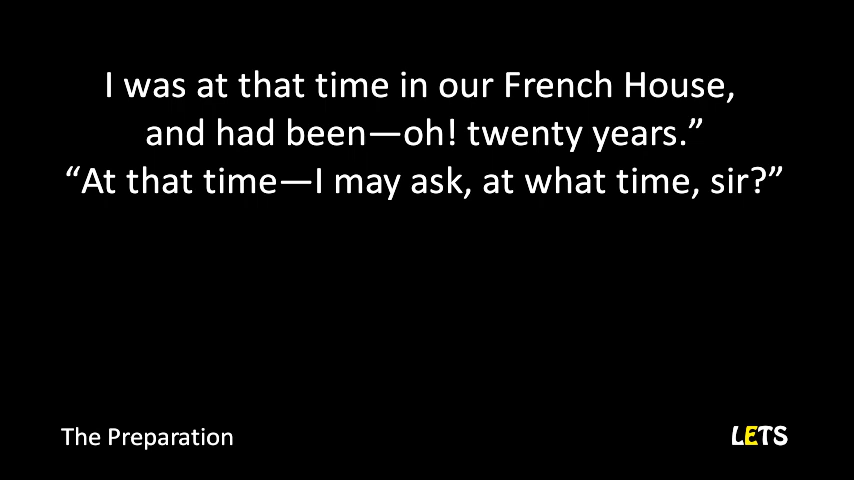 I was at that time in our French House,
and had been—oh! twenty years.”
“At that time—I may ask, at what time, sir?”
The Preparation
LETS